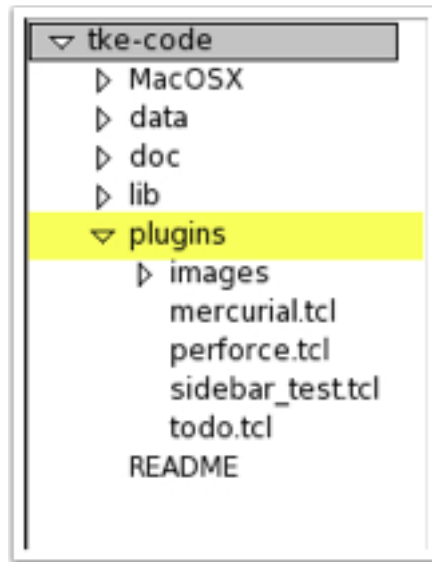 tke-code
MacOSX
data
doc
lib
plugins
images
mercurial.tcl
perforce.tcl
sidebar_test.tcl
todo.tcl
README